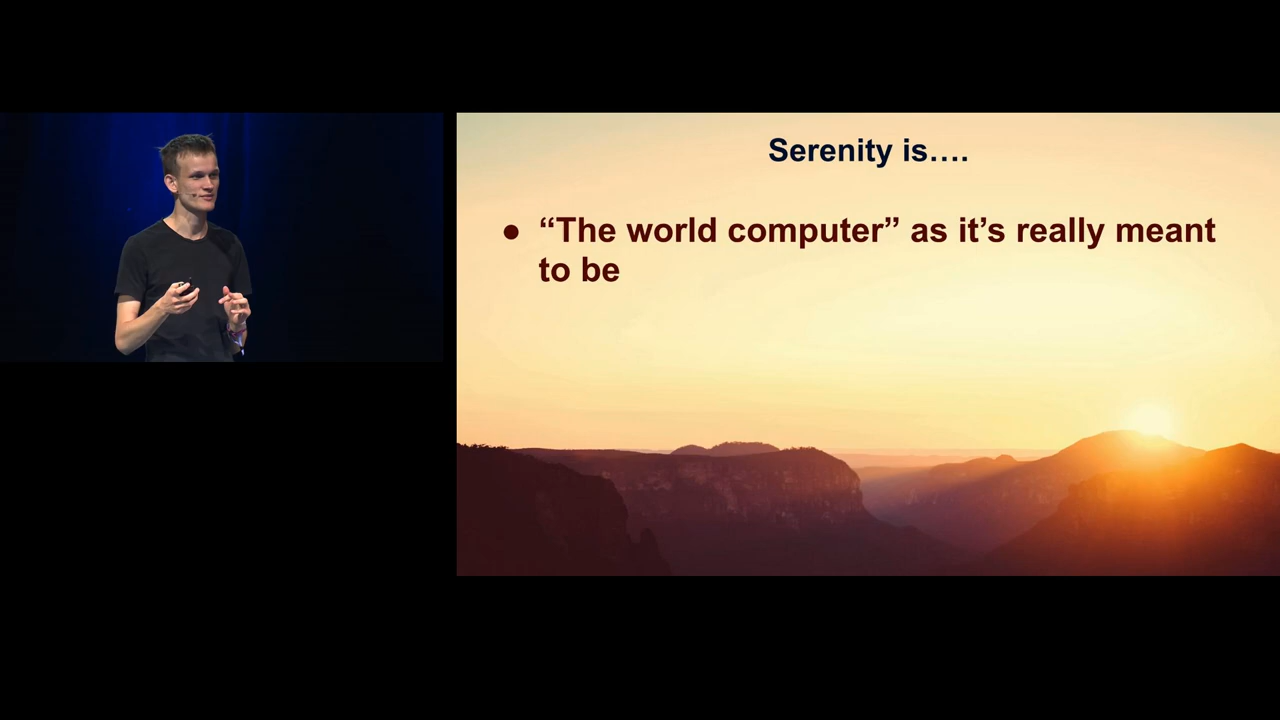 Serenity is….
● “The world computer” as it’s really meant
to be